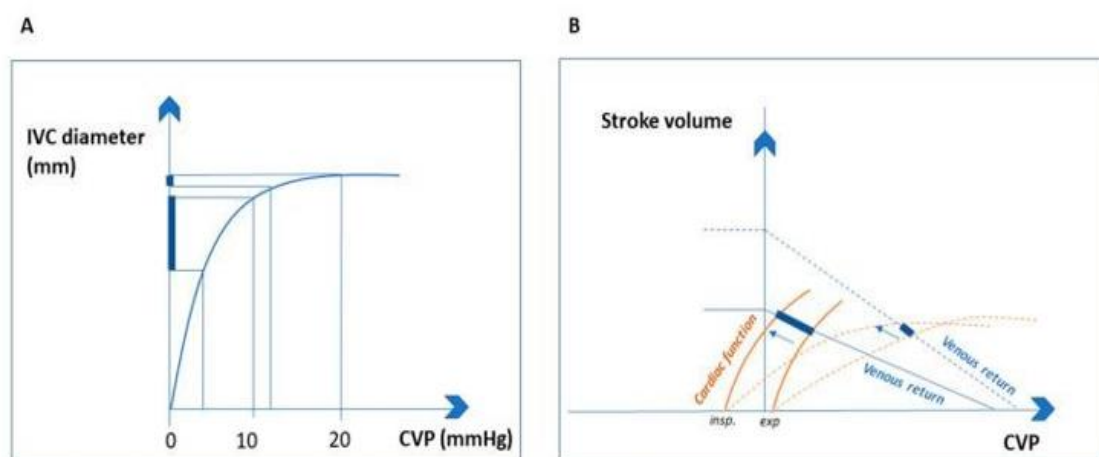 A
IVC diameter
(mm)
0
10
20
CVP (mmHg)
B
Stroke volume
Cardiac function
Venous return
Venous return
insp.
exp
CVP